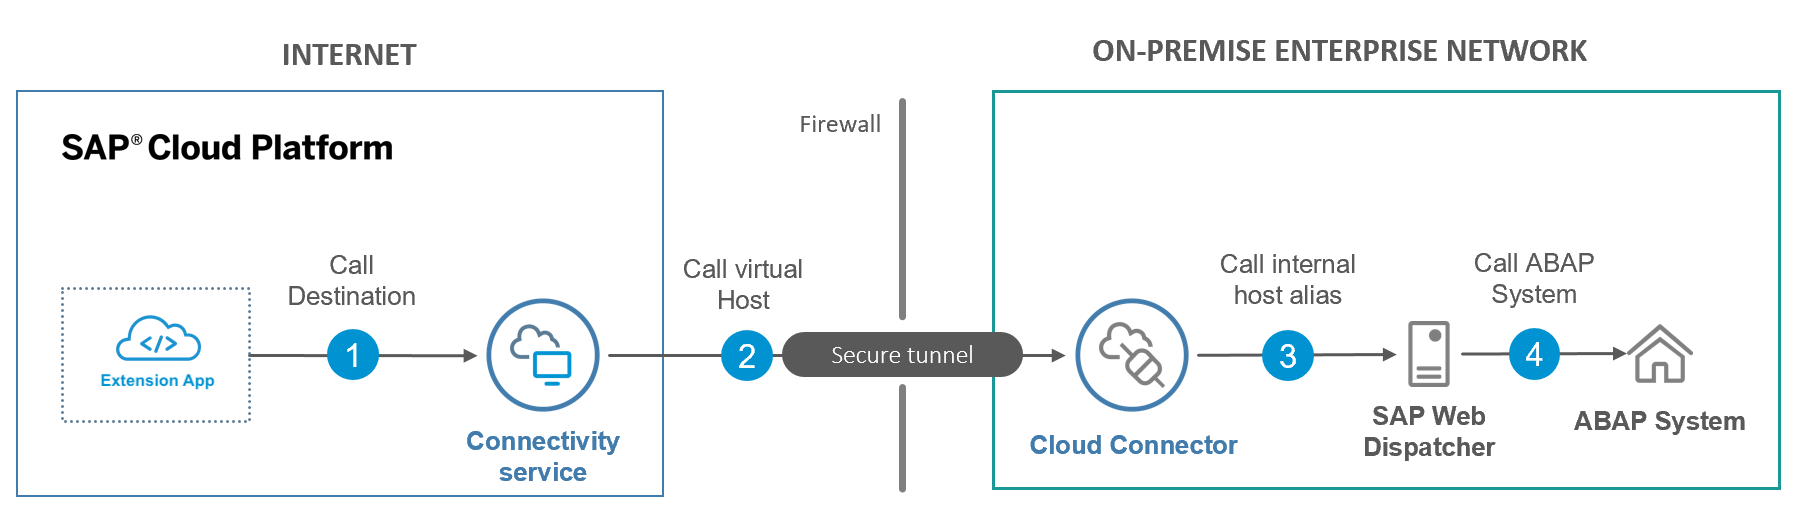 INTERNET
ON-PREMISE ENTERPRISE NETWORK
SAP® Cloud Platform
Firewall
Call
Destination
Call virtual
Host
Call internal
host alias
Call ABAP
System
</>
Extension App
1
2
Secure tunnel
3
4
Connectivity
service
Cloud Connector
SAP Web
Dispatcher
ABAP System